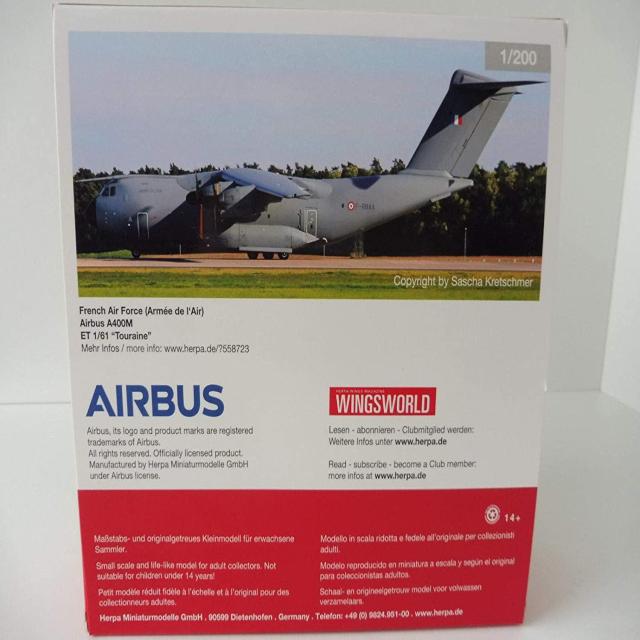 1/200
Copyright by Sascha Kretschmer
French Air Force (Armée de l'Air)
Airbus A400M
ET 1/61 "Touraine"
Mehr Infos / more info: www.herpa.de/?558723
AIRBUS
Airbus, its logo and product marks are registered
trademarks of Airbus.
All rights reserved. Officially licensed product.
Manufactured by Herpa Miniaturmodelle GmbH
under Airbus license.
HERPA WINGS MAGAZINE
WINGSWORLD
Lesen - abonnieren - Clubmitglied werden:
Weitere Infos unter www.herpa.de
Read - subscribe - become a Club member:
more infos at www.herpa.de
14+
Maßstabs- und originalgetreues Kleinmodell für erwachsene
Sammler.
Small scale and life-like model for adult collectors. Not
suitable for children under 14 years!
Petit modèle réduit fidèle à l'échelle et à l'original pour des
collectionneurs adultes.
Modello in scala ridotta e fedele all'originale per collezionisti
adulti.
Modelo reproducido en miniatura a escala y según el original
para coleccionistas adultos.
Schaal- en origineelgetrouw model voor volwassen
verzamelaars.
Herpa Miniaturmodelle GmbH . 90599 Dietenhofen . Germany . Telefon: +49 (0) 9824.951-00 . www.herpa.de